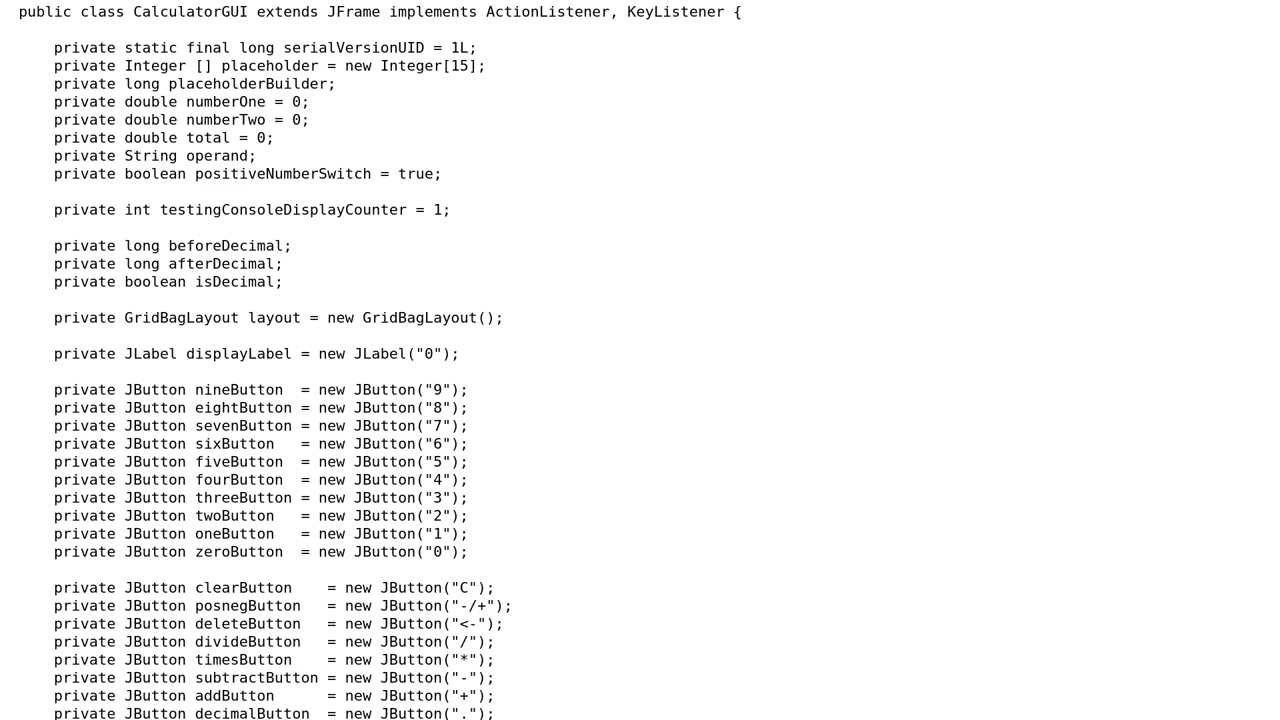 public class CalculatorGUI extends JFrame implements ActionListener, KeyListener {
private static final long serialVersionUID = 1L;
private Integer [] placeholder = new Integer[15];
private long placeholderBuilder;
private double numberOne = 0;
private double numberTwo = 0;
private double total = 0;
private String operand;
private boolean positiveNumberSwitch = true;
private int testingConsoleDisplayCounter = 1;
private long beforeDecimal;
private long afterDecimal;
private boolean isDecimal;
private GridBagLayout layout = new GridBagLayout();
private JLabel displayLabel = new JLabel("0");
private JButton nineButton  = new JButton("9");
private JButton eightButton = new JButton("8");
private JButton sevenButton = new JButton("7");
private JButton sixButton   = new JButton("6");
private JButton fiveButton  = new JButton("5");
private JButton fourButton  = new JButton("4");
private JButton threeButton = new JButton("3");
private JButton twoButton   = new JButton("2");
private JButton oneButton   = new JButton("1");
private JButton zeroButton  = new JButton("0");
private JButton clearButton    = new JButton("C");
private JButton posnegButton   = new JButton("-/+");
private JButton deleteButton   = new JButton("<-");
private JButton divideButton   = new JButton("/");
private JButton timesButton    = new JButton("*");
private JButton subtractButton = new JButton("-");
private JButton addButton      = new JButton("+");
private JButton decimalButton  = new JButton(".");